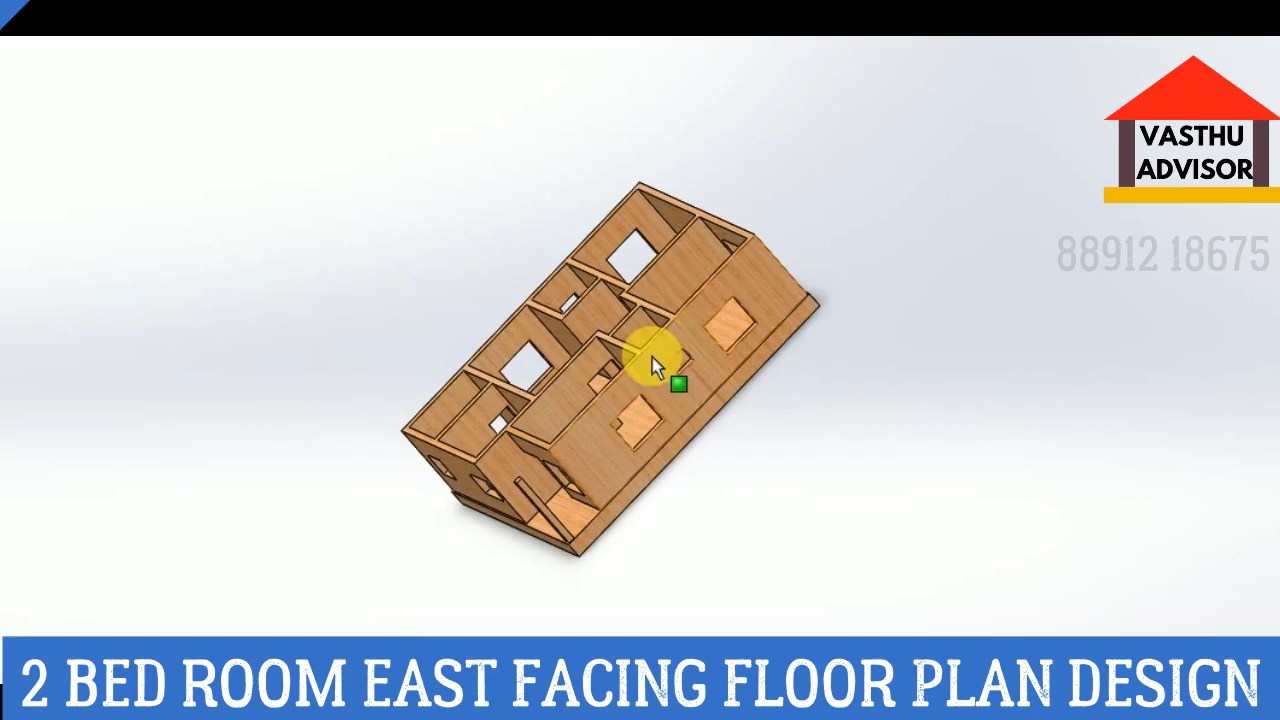 VASTHU
ADVISOR
88912 18675
2 BED ROOM EAST FACING FLOOR PLAN DESIGN